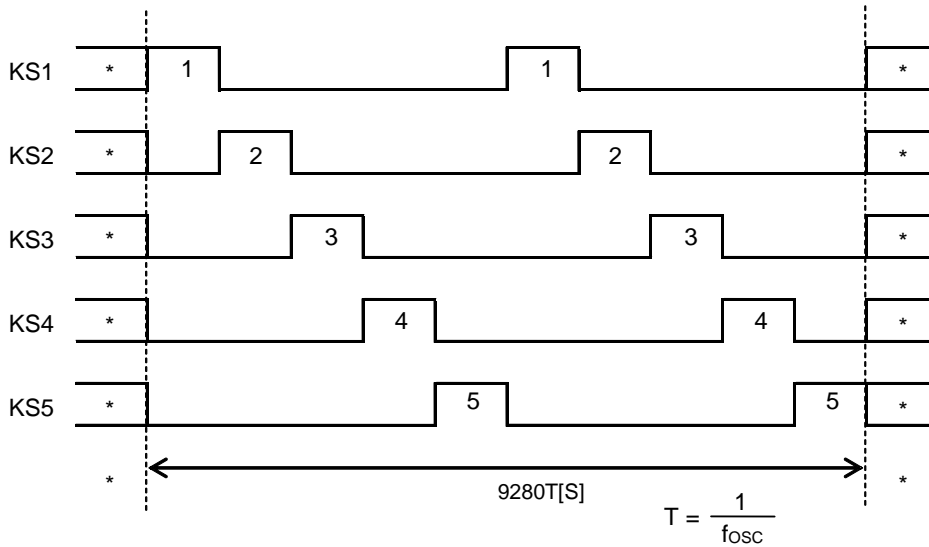 KS1 * 1 1 *
KS2 * 2 2 *
KS3 * 3 3 *
KS4 * 4 4 *
KS5 * 5 5 *
* 9280T[S] *
T = 1 / fOSC